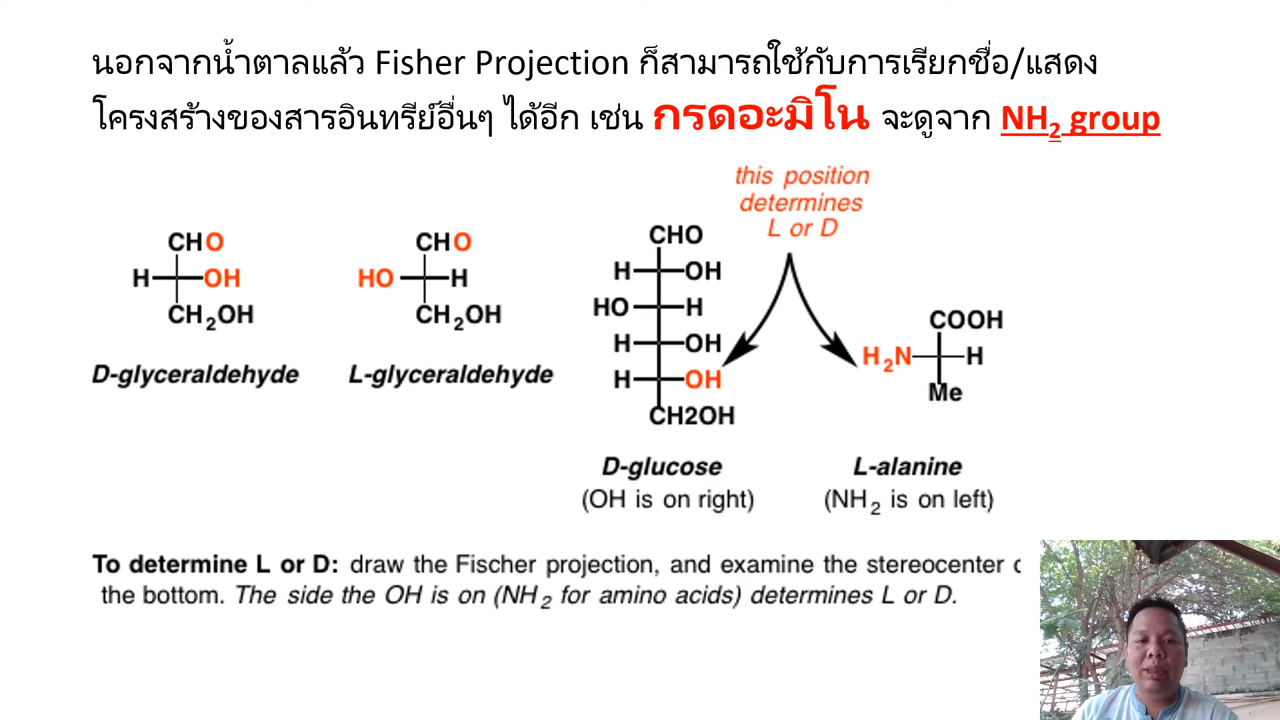 นอกจากน้ำตาลแล้ว Fisher Projection ก็สามารถใช้กับการเรียกชื่อ/แสดง
โครงสร้างของสารอินทรีย์อื่นๆ ได้อีก เช่น กรดอะมิโน จะดูจาก NH2 group
this position
determines
L or D
CHO
H OH
CH2OH
D-glyceraldehyde
CHO
HO H
CH2OH
L-glyceraldehyde
CHO
H OH
HO H
H OH
H OH
CH2OH
D-glucose
(OH is on right)
COOH
H2N H
Me
L-alanine
(NH2 is on left)
To determine L or D: draw the Fischer projection, and examine the stereocenter
the bottom. The side the OH is on (NH2 for amino acids) determines L or D.